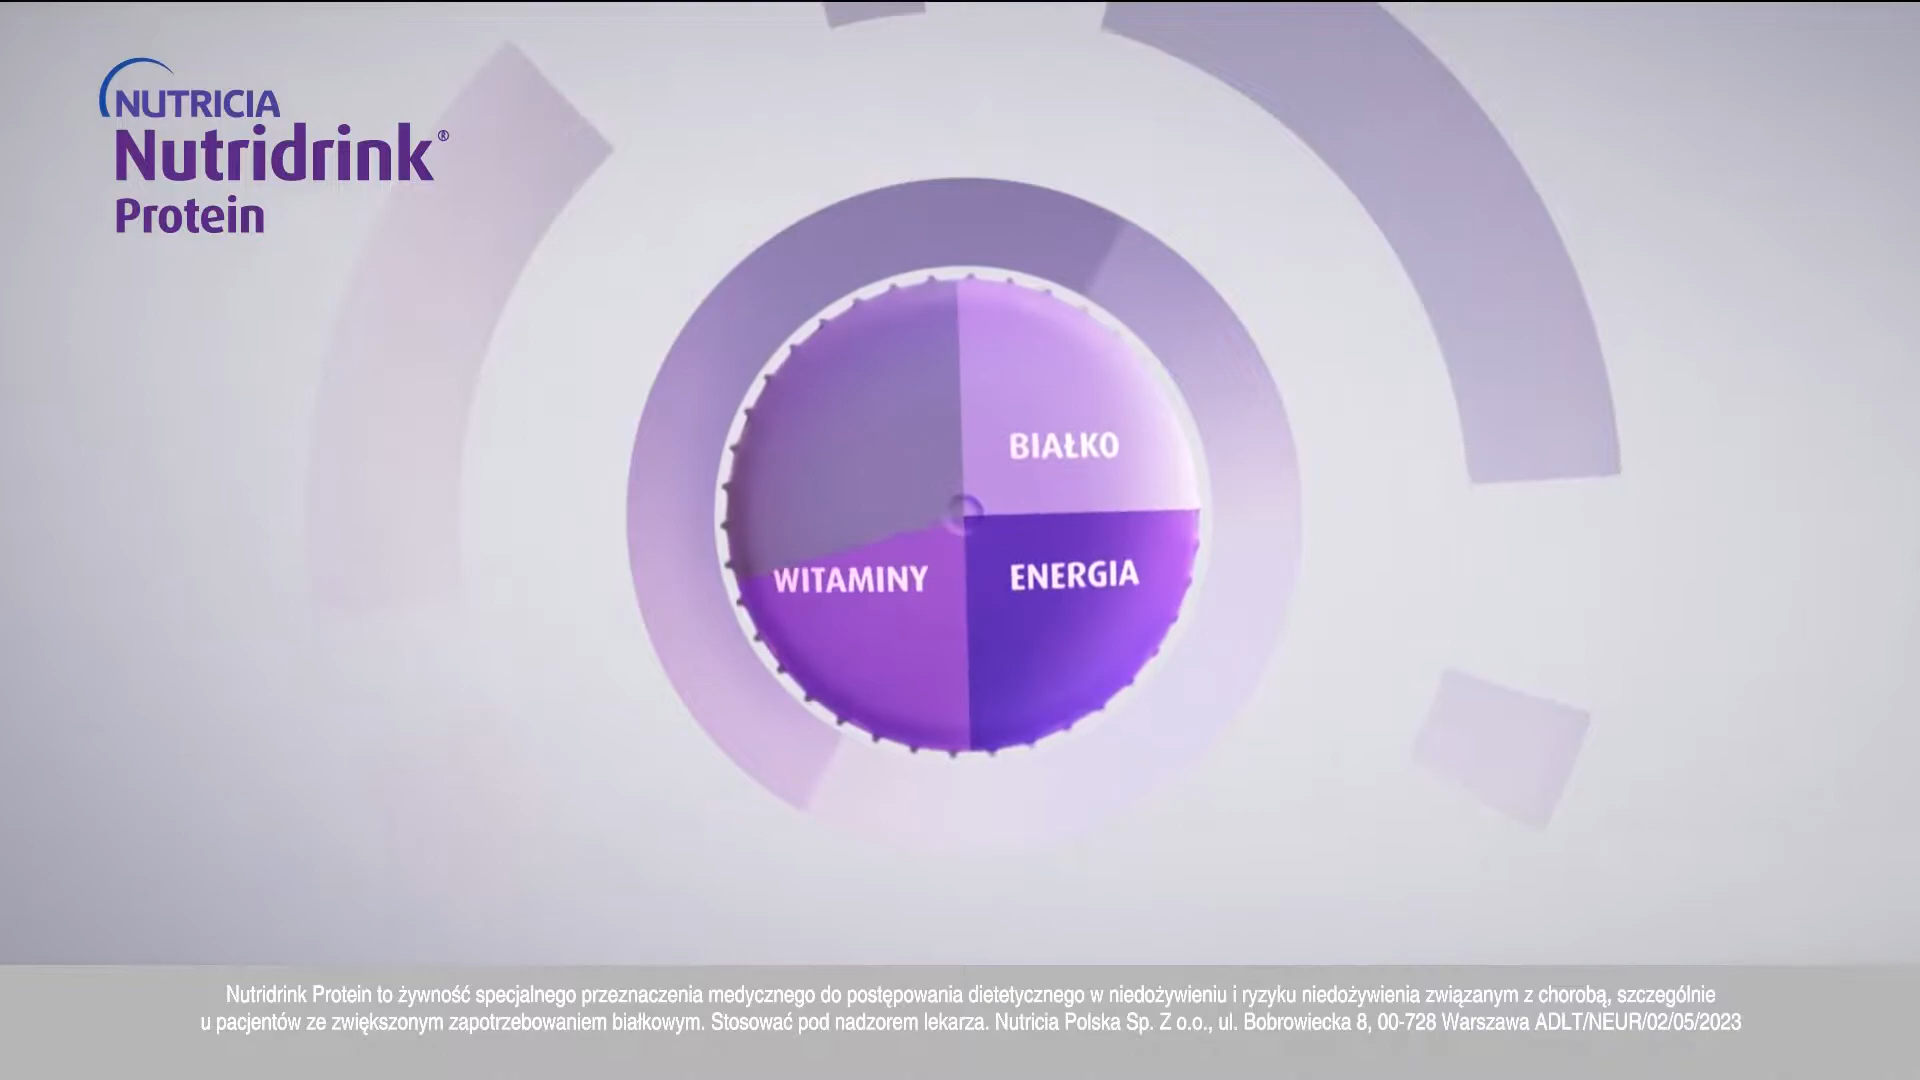 NUTRICIA
Nutridrink®
Protein
BIAŁKO
WITAMINY
ENERGIA
Nutridrink Protein to żywność specjalnego przeznaczenia medycznego do postępowania dietetycznego w niedożywieniu i ryzyku niedożywienia związanym z chorobą, szczególnie
u pacjentów ze zwiększonym zapotrzebowaniem białkowym. Stosować pod nadzorem lekarza. Nutricia Polska Sp. Z o.o., ul. Bobrowiecka 8, 00-728 Warszawa ADLT/NEUR/02/05/2023